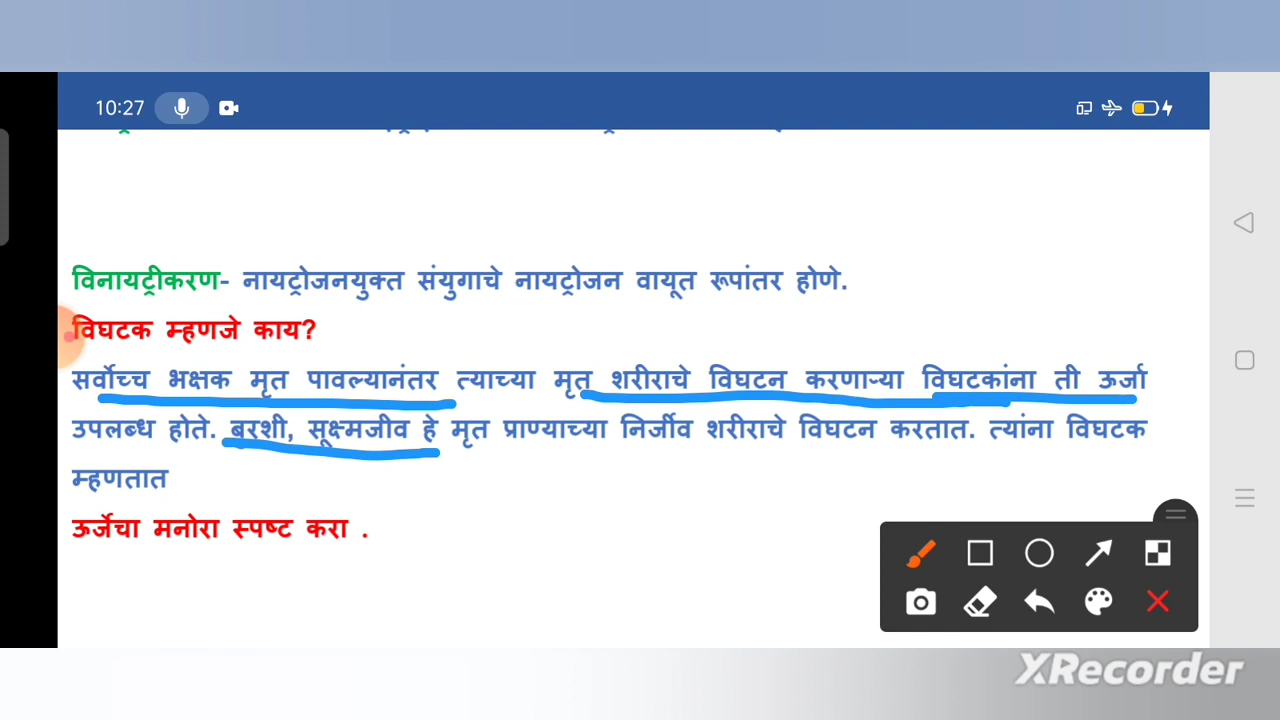 10:27
विनायट्रीकरण- नायट्रोजनयुक्त संयुगाचे नायट्रोजन वायूत रूपांतर होणे.
विघटक म्हणजे काय?
सर्वोच्च भक्षक मृत पावल्यानंतर त्याच्या मृत शरीराचे विघटन करणाऱ्या विघटकांना ती ऊर्जा
उपलब्ध होते. बुरशी, सूक्ष्मजीव हे मृत प्राण्याच्या निर्जीव शरीराचे विघटन करतात. त्यांना विघटक
म्हणतात
ऊर्जेचा मनोरा स्पष्ट करा .
XRecorder